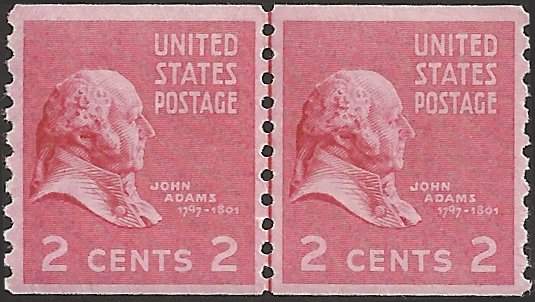 UNITED
STATES
POSTAGE
JOHN
ADAMS
1797-1801
2 CENTS 2
UNITED
STATES
POSTAGE
JOHN
ADAMS
1797-1801
2 CENTS 2